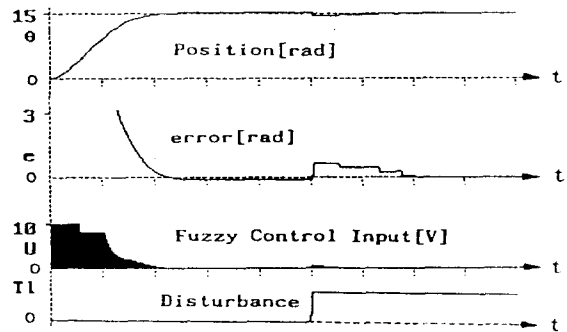 15
θ
Position[rad]
0
t
3
error[rad]
e
0
t
10
Fuzzy Control Input[V]
U
0
t
Tl
Disturbance
0
t